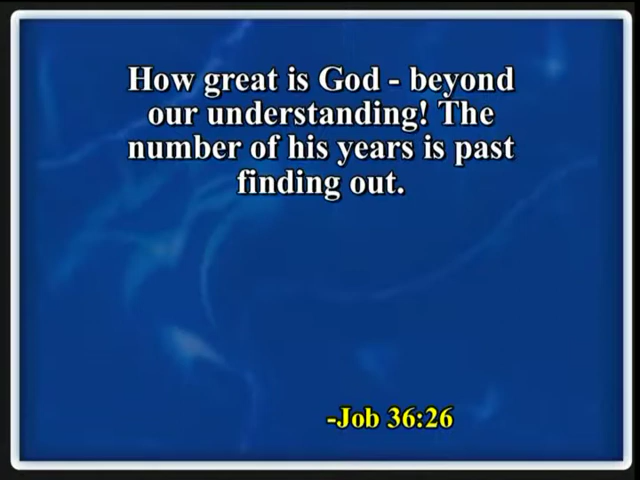 How great is God - beyond
our understanding! The
number of his years is past
finding out.
-Job 36:26